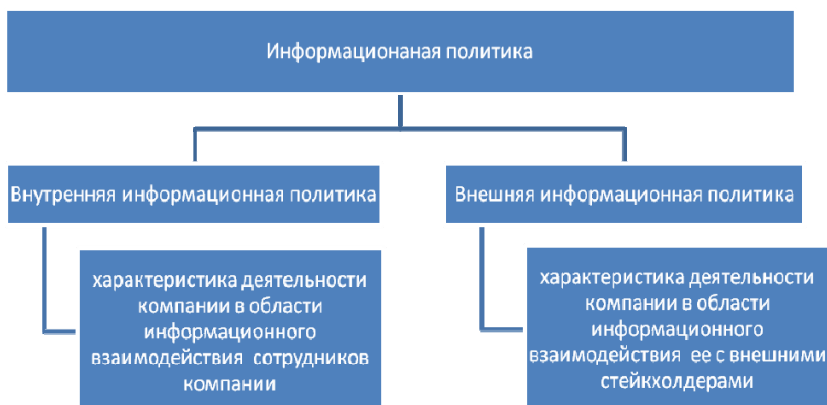 Информационаная политика
Внутренняя информационная политика
Внешняя информационная политика
характеристика деятельности
компании в области
информационного
взаимодействия сотрудников
компании
характеристика деятельности
компании в области
информационного
взаимодействия ее с внешними
стейкхолдерами